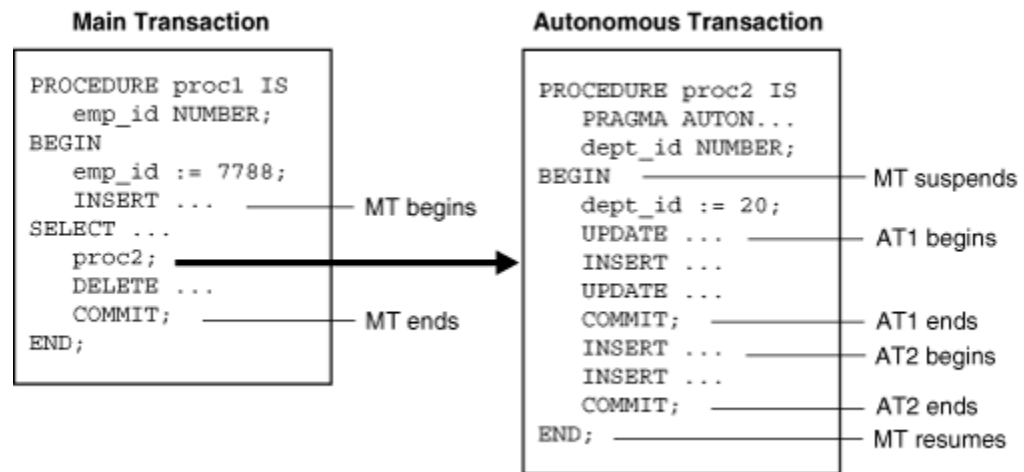 Main Transaction
PROCEDURE proc1 IS
emp_id NUMBER;
BEGIN
emp_id := 7788;
INSERT ...
MT begins
SELECT ...
proc2;
DELETE ...
COMMIT;
MT ends
END;
Autonomous Transaction
PROCEDURE proc2 IS
PRAGMA AUTON...
dept_id NUMBER;
BEGIN
MT suspends
dept_id := 20;
UPDATE ...
AT1 begins
INSERT ...
UPDATE ...
COMMIT;
AT1 ends
INSERT ...
AT2 begins
INSERT ...
COMMIT;
AT2 ends
END;
MT resumes